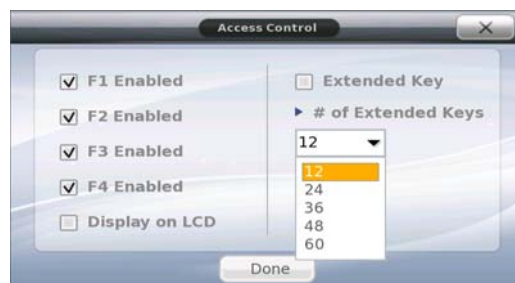 Access Control
F1 Enabled
F2 Enabled
F3 Enabled
F4 Enabled
Display on LCD
Extended Key
# of Extended Keys
12
12
24
36
48
60
Done